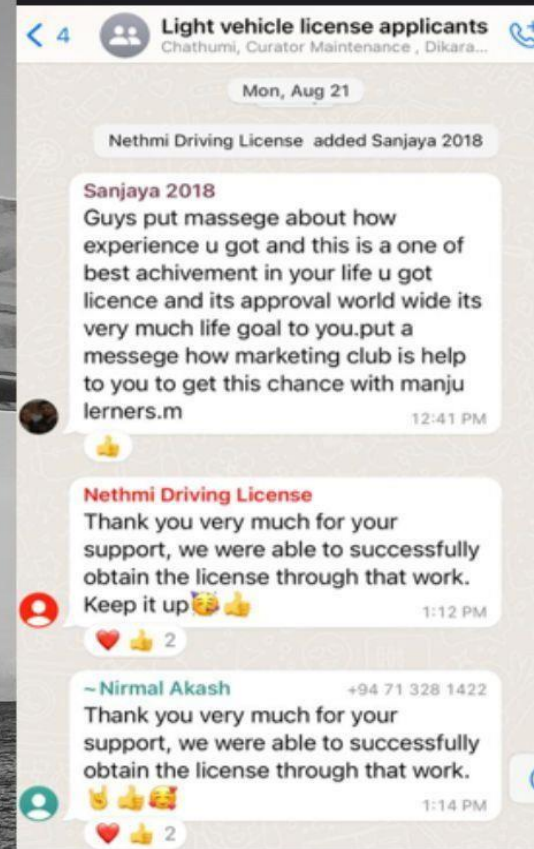 4
Light vehicle license applicants
Chathumi, Curator Maintenance , Dikara...
Mon, Aug 21
Nethmi Driving License added Sanjaya 2018
Sanjaya 2018
Guys put massege about how
experience u got and this is a one of
best achivement in your life u got
licence and its approval world wide its
very much life goal to you.put a
messege how marketing club is help
to you to get this chance with manju
lerners.m
12:41 PM
👍
Nethmi Driving License
Thank you very much for your
support, we were able to successfully
obtain the license through that work.
Keep it up🥳👍
1:12 PM
❤️👍 2
~Nirmal Akash +94 71 328 1422
Thank you very much for your
support, we were able to successfully
obtain the license through that work.
🤘👍🥰
1:14 PM
❤️👍 2